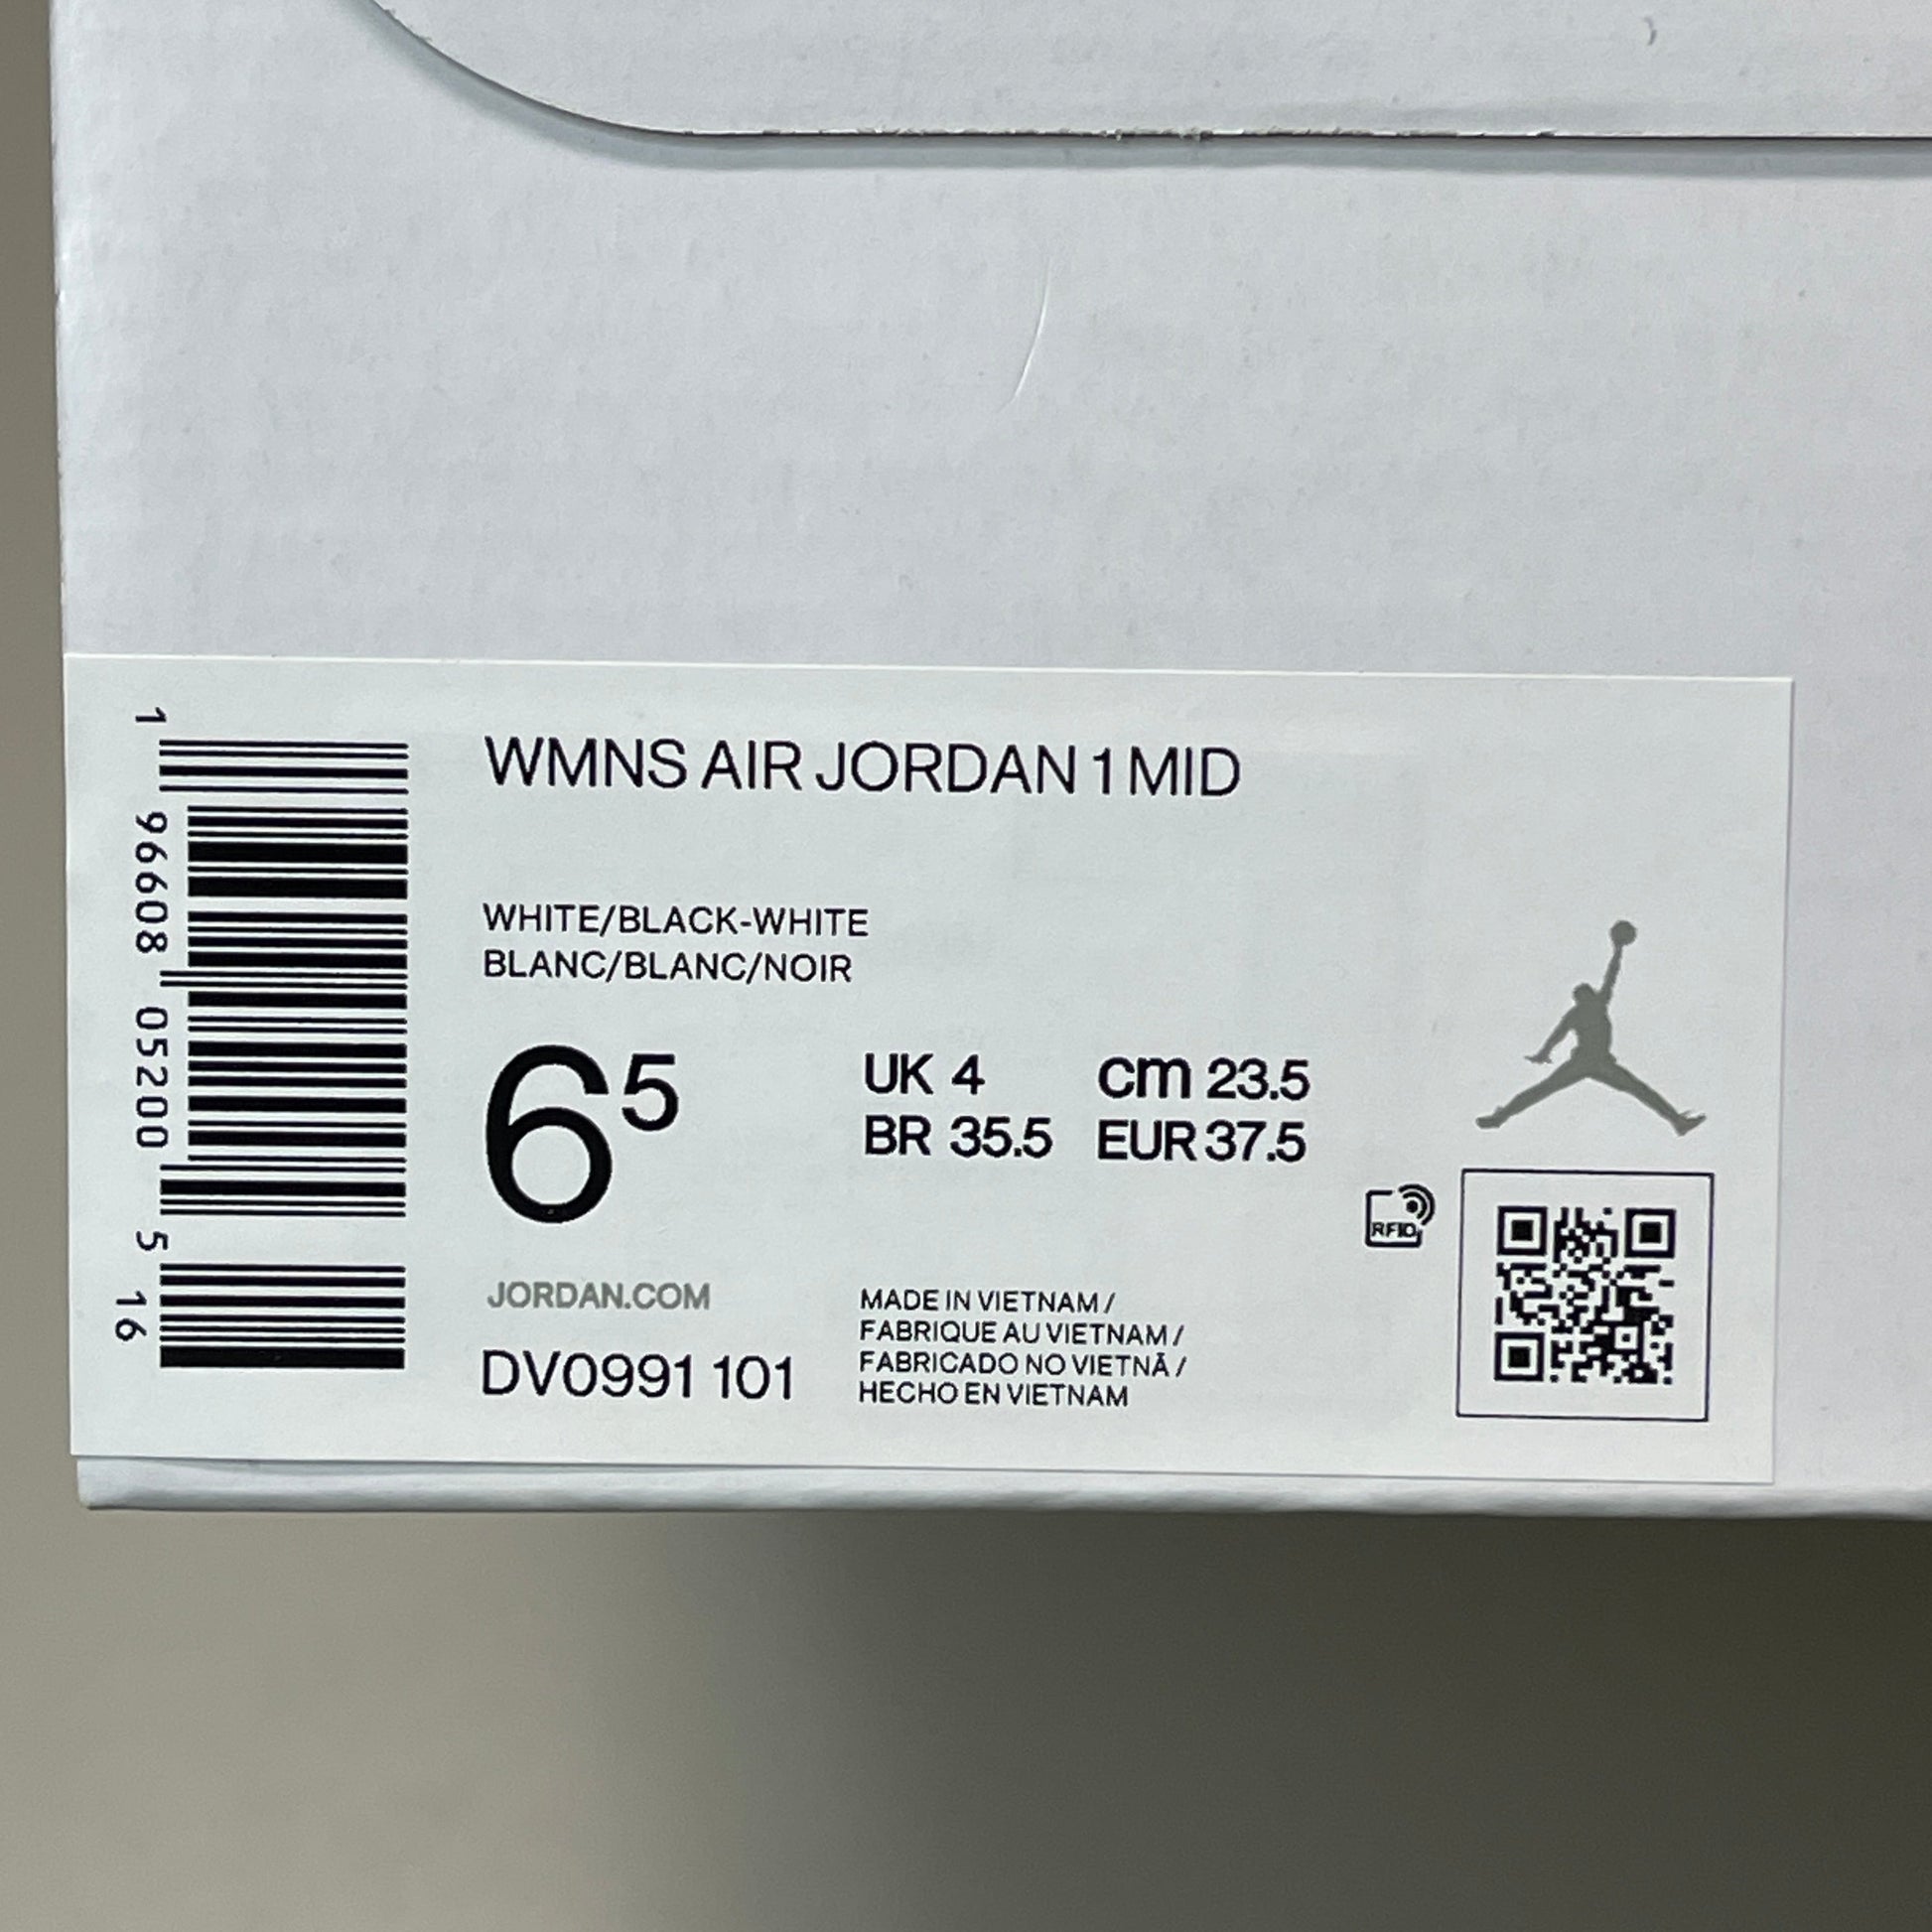 WMNS AIR JORDAN 1 MID
WHITE/BLACK-WHITE
BLANC/BLANC/NOIR
6⁵
UK 4 cm 23.5
BR 35.5 EUR 37.5
RFID
JORDAN.COM
DV0991 101
MADE IN VIETNAM /
FABRIQUE AU VIETNAM /
FABRICADO NO VIETNÃ /
HECHO EN VIETNAM
1 96608 05200 5
16